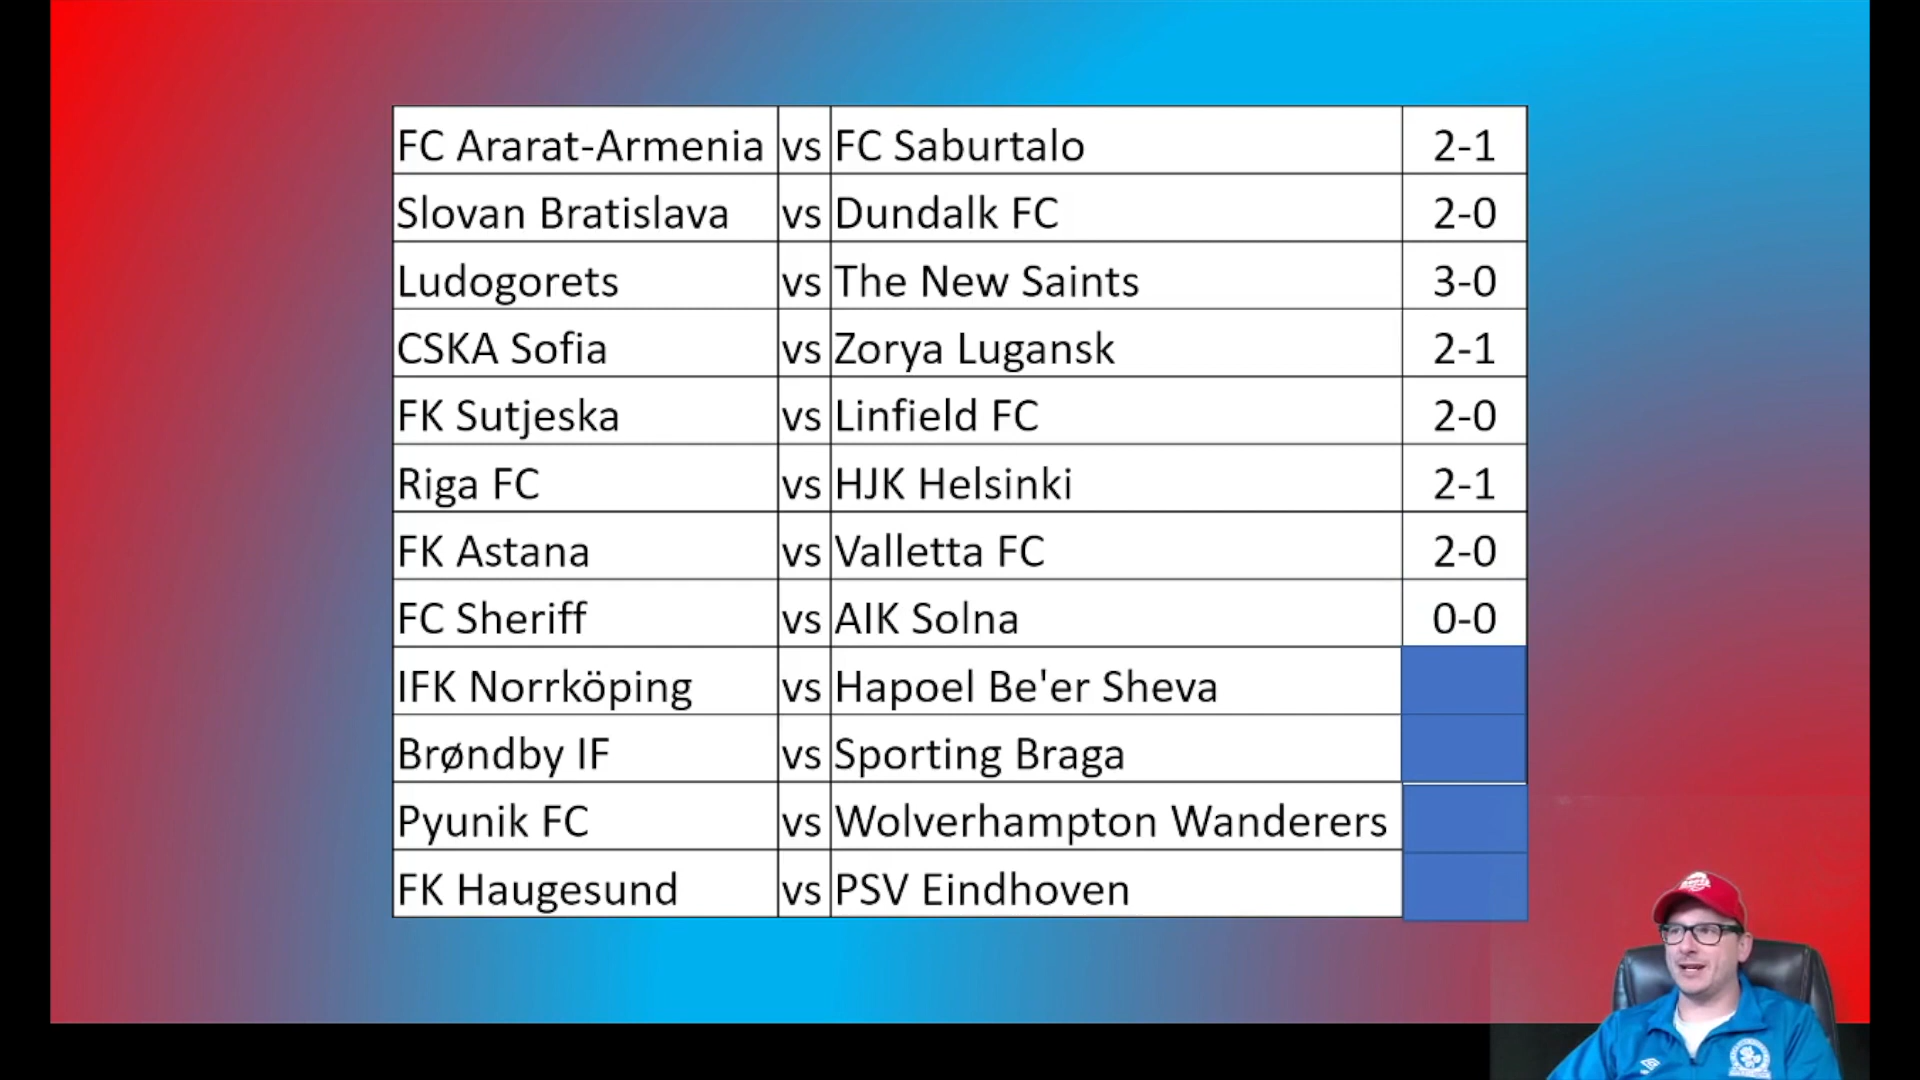 FC Ararat-Armenia vs FC Saburtalo 2-1
Slovan Bratislava vs Dundalk FC 2-0
Ludogorets vs The New Saints 3-0
CSKA Sofia vs Zorya Lugansk 2-1
FK Sutjeska vs Linfield FC 2-0
Riga FC vs HJK Helsinki 2-1
FK Astana vs Valletta FC 2-0
FC Sheriff vs AIK Solna 0-0
IFK Norrköping vs Hapoel Be'er Sheva
Brøndby IF vs Sporting Braga
Pyunik FC vs Wolverhampton Wanderers
FK Haugesund vs PSV Eindhoven